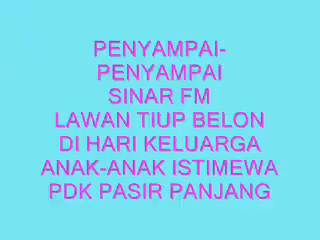 PENYAMPAI-
PENYAMPAI
SINAR FM
LAWAN TIUP BELON
DI HARI KELUARGA
ANAK-ANAK ISTIMEWA
PDK PASIR PANJANG